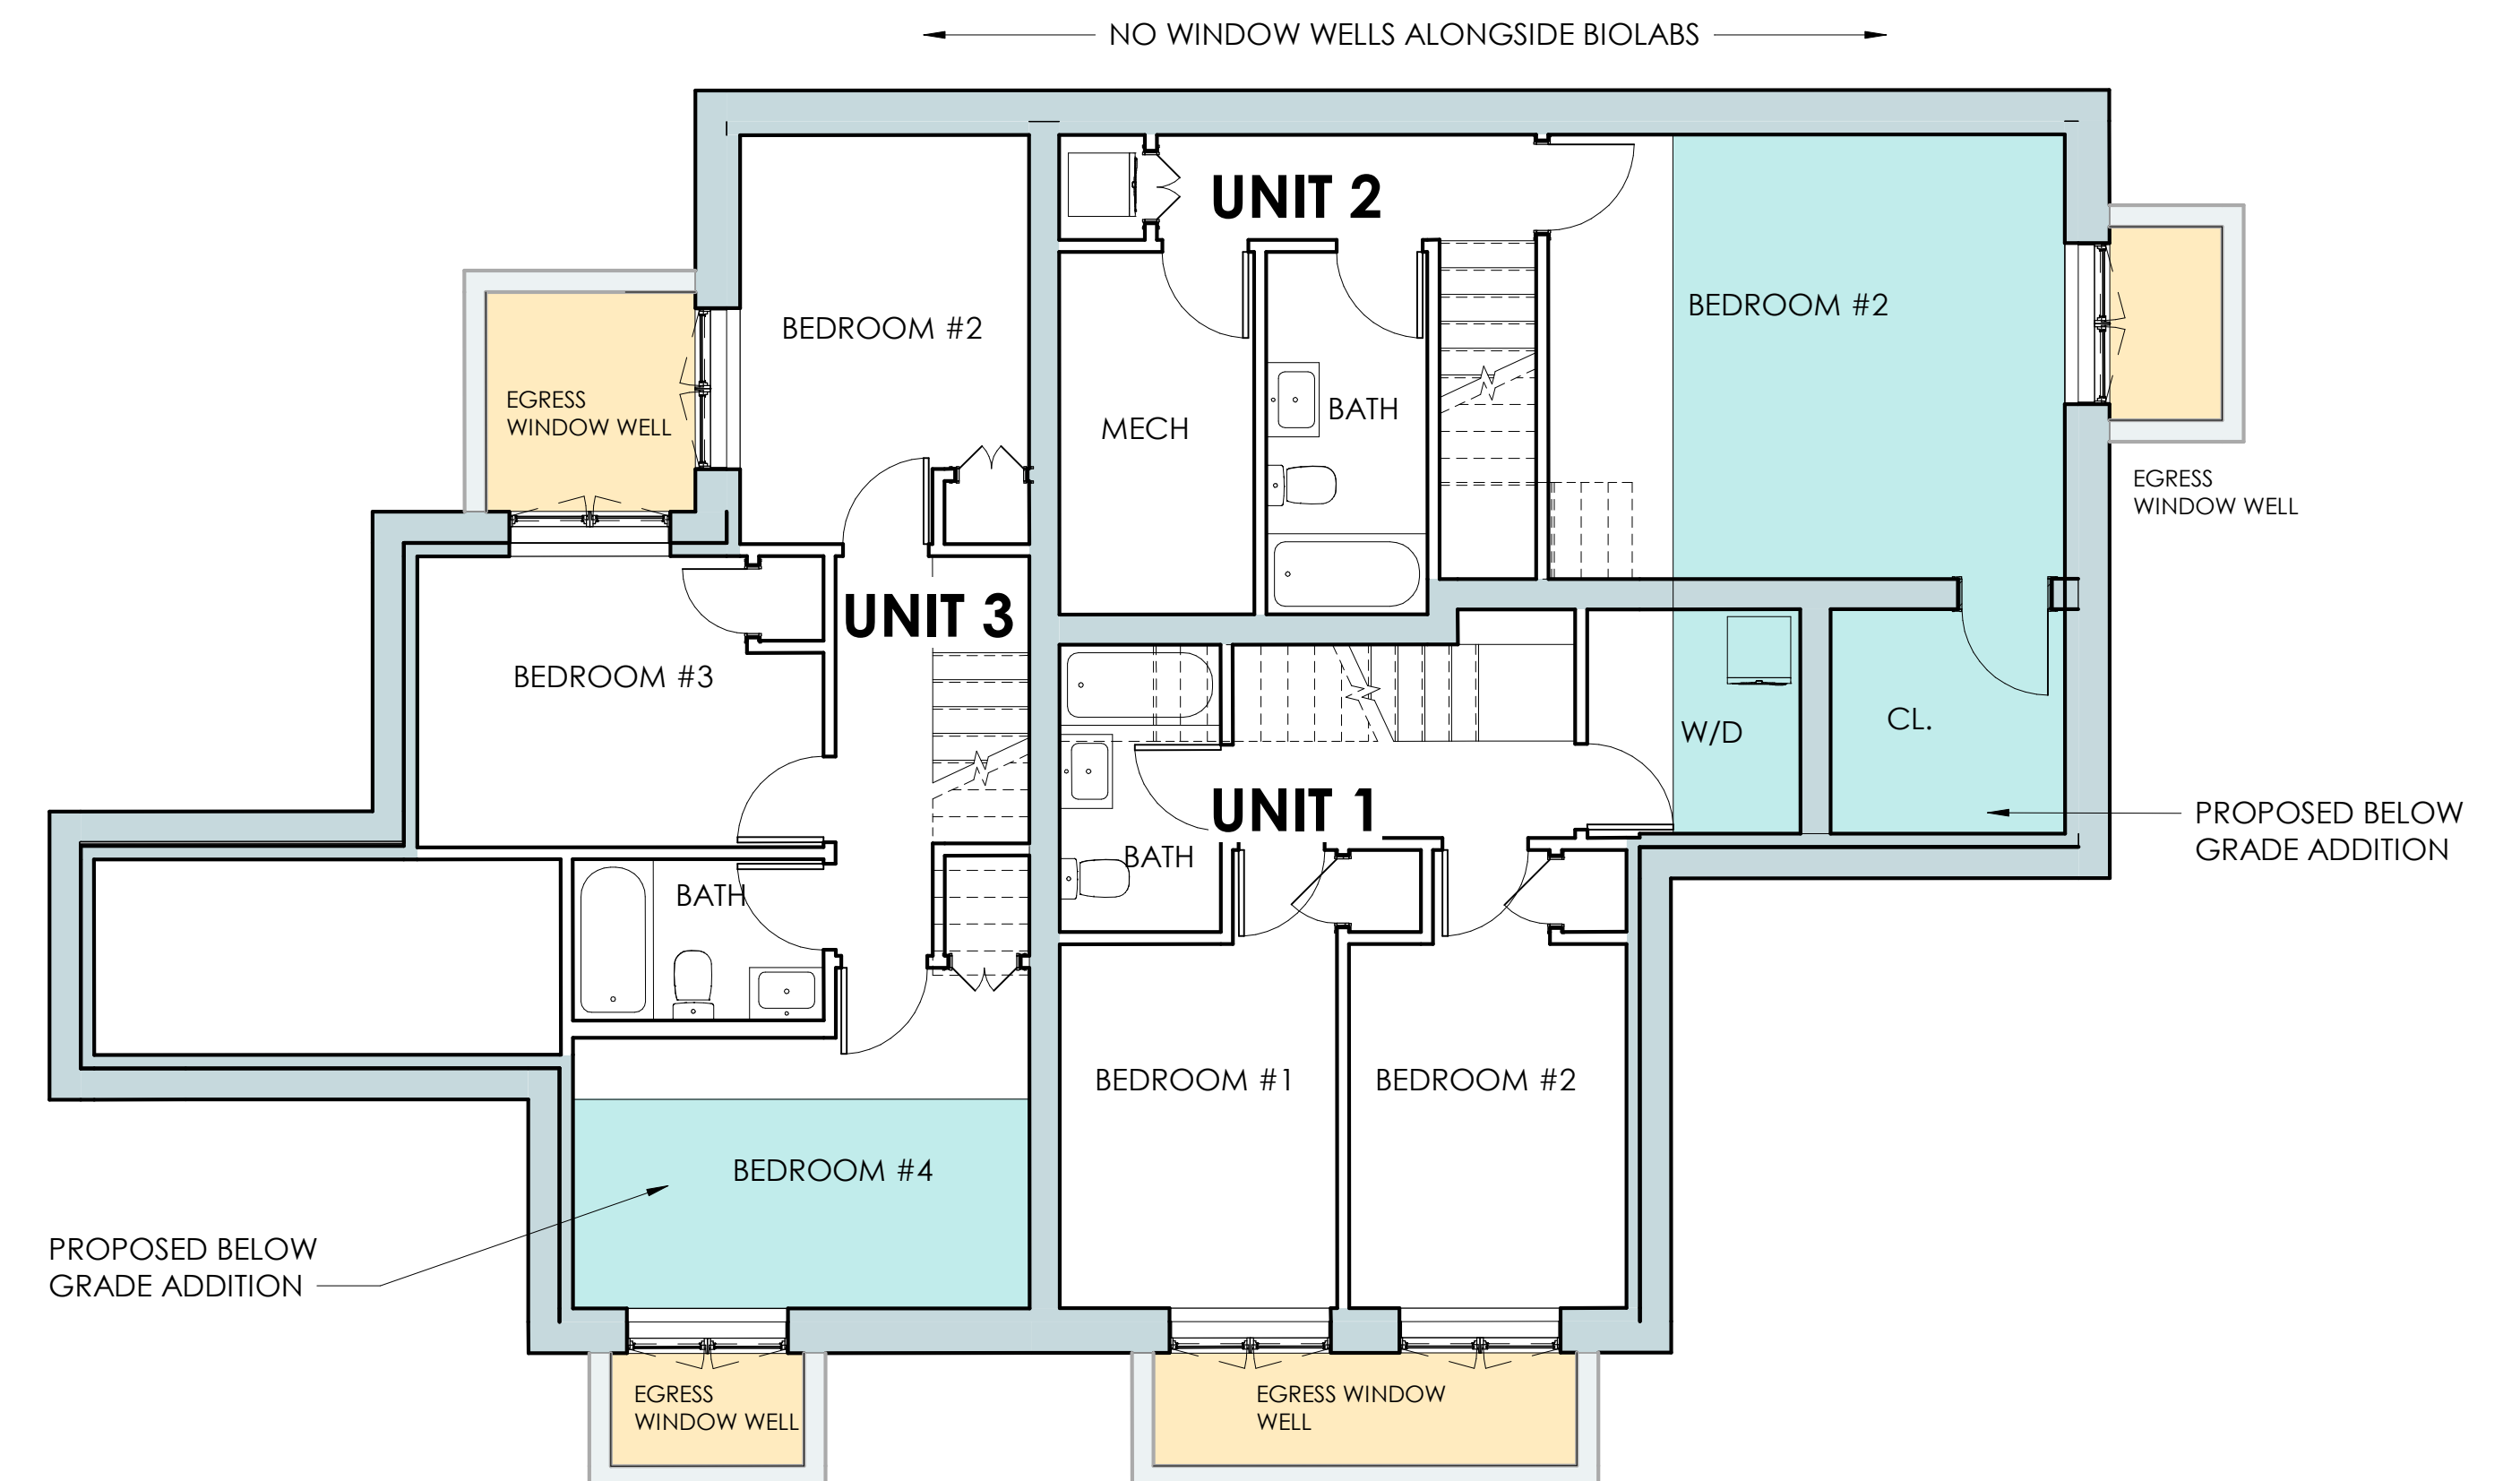 NO WINDOW WELLS ALONGSIDE BIOLABS
UNIT 2
BEDROOM #2
BEDROOM #2
EGRESS
WINDOW WELL
MECH
BATH
EGRESS
WINDOW WELL
UNIT 3
BEDROOM #3
W/D
CL.
UNIT 1
PROPOSED BELOW
GRADE ADDITION
BATH
BATH
BEDROOM #1
BEDROOM #2
BEDROOM #4
PROPOSED BELOW
GRADE ADDITION
EGRESS
WINDOW WELL
EGRESS WINDOW
WELL